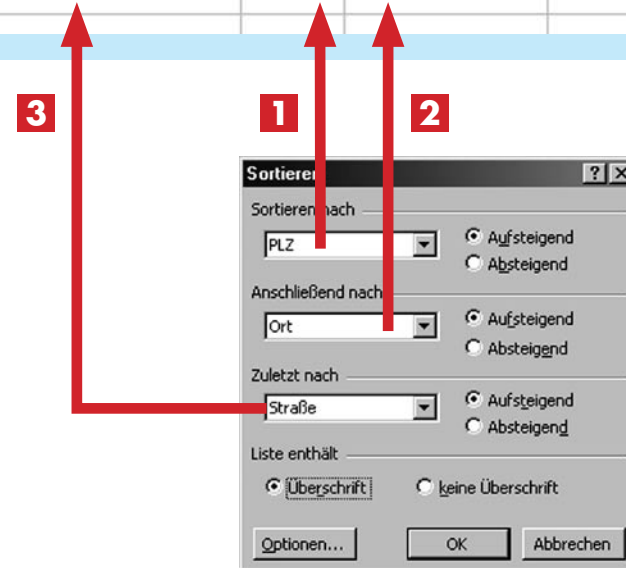 3 1 2
Sortieren
Sortieren nach
PLZ
Aufsteigend
Absteigend
Anschließend nach
Ort
Aufsteigend
Absteigend
Zuletzt nach
Straße
Aufsteigend
Absteigend
Liste enthält
Überschrift keine Überschrift
Optionen... OK Abbrechen